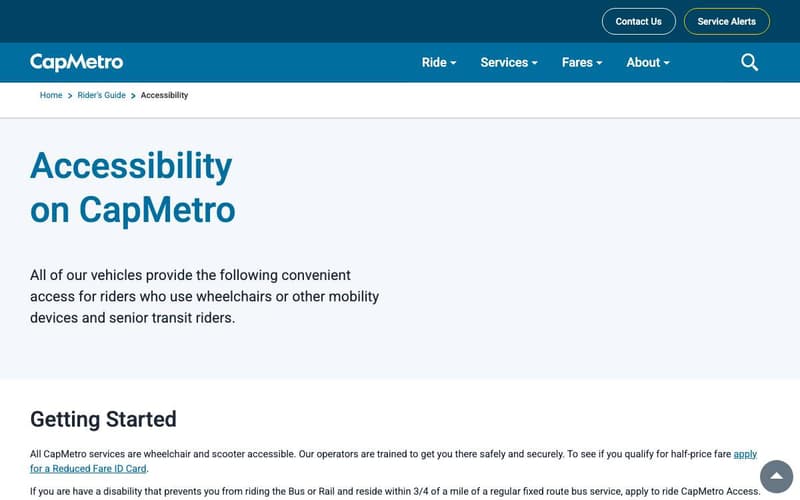 Contact Us
Service Alerts
CapMetro
Ride
Services
Fares
About
Home > Rider's Guide > Accessibility
Accessibility
on CapMetro
All of our vehicles provide the following convenient
access for riders who use wheelchairs or other mobility
devices and senior transit riders.
Getting Started
All CapMetro services are wheelchair and scooter accessible. Our operators are trained to get you there safely and securely. To see if you qualify for half-price fare apply
for a Reduced Fare ID Card.
If you are have a disability that prevents you from riding the Bus or Rail and reside within 3/4 of a mile of a regular fixed route bus service, apply to ride CapMetro Access.